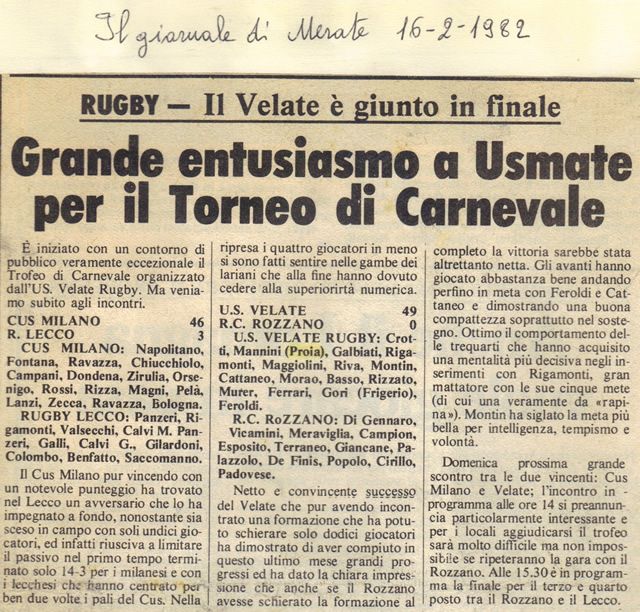 Il giornale di Merate 16-2-1982
RUGBY — Il Velate è giunto in finale
Grande entusiasmo a Usmate
per il Torneo di Carnevale
È iniziato con un contorno di
pubblico veramente eccezionale il
Trofeo di Carnevale organizzato
dall'US. Velate Rugby. Ma venia-
mo subito agli incontri.
CUS MILANO 46
R. LECCO 3
CUS MILANO: Napolitano,
Fontana, Ravazza, Chiucchiolo,
Campani, Dondena, Zirulia, Orse-
nigo. Rossi, Rizza, Magni, Pelà,
Lanzi, Zecca, Ravazza, Bologna.
RUGBY LECCO: Panzeri, Ri-
gamonti, Valsecchi, Calvi M. Pan-
zeri, Galli, Calvi G., Gilardoni,
Colombo, Benfatto, Saccomanno.
Il Cus Milano pur vincendo con
un notevole punteggio ha trovato
nel Lecco un avversario che lo ha
impegnato a fondo, nonostante sia
sceso in campo con soli undici gio-
catori, ed infatti riusciva a limitare
il passivo nel primo tempo termina-
to solo 14-3 per i milanesi e con
i lecchesi che hanno centrato per
ben due volte i pali del Cus. Nella
ripresa i quattro giocatori in meno
si sono fatti sentire nelle gambe dei
lariani che alla fine hanno dovuto
cedere alla superiorirtà numerica.
U.S. VELATE 49
R.C. ROZZANO 0
U.S. VELATE RUGBY: Crot-
ti, Mannini (Proia), Galbiati, Riga-
monti, Maggiolini, Riva, Montin,
Cattaneo, Morao, Basso, Rizzato,
Murer, Ferrari, Gori (Frigerio),
Feroldi.
R.C. RoZZANO: Di Gennaro,
Vicamini, Meraviglia, Campion,
Esposito, Terraneo, Giancane, Pa-
lazzolo, De Finis, Popolo, Cirillo,
Padovese.
Netto e convincente successo
del Velate che pur avendo incon-
trato una formazione che ha potu-
to schierare solo dodici giocatori
ha dimostrato di aver compiuto in
questo ultimo mese grandi pro-
gressi ed ha dato la chiara impres-
sione che anche se il Rozzano
avesse schierato la formazione al
completo la vittoria sarebbe stata
altrettanto netta. Gli avanti hanno
giocato abbastanza bene andando
perfino in meta con Feroldi e Cat-
taneo e dimostrando una buona
compattezza soprattutto nel soste-
gno. Ottimo il comportamento del-
le trequarti che hanno acquisito
una mentalità più decisiva negli in-
serimenti con Rigamonti, gran
mattatore con le sue cinque mete
(di cui una veramente da «rapi-
na»). Montin ha siglato la meta più
bella per intelligenza, tempismo e
volontà.
Domenica prossima grande
scontro tra le due vincenti: Cus
Milano e Velate; l'incontro in
programma alle ore 14 si preannun-
cia particolarmente interessante e
per i locali aggiudicarsi il trofeo
sarà molto difficile ma non impos-
sibile se ripeteranno la gara con il
Rozzano. Alle 15.30 è in program-
ma la finale per il terzo e quarto
posto tra il Rozzano e il Lecco.